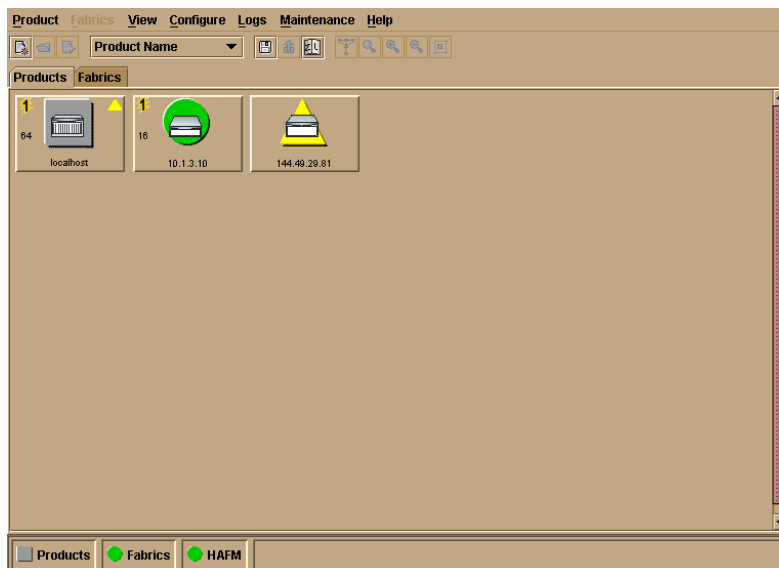 Product Fabrics View Configure Logs Maintenance Help
Product Name
Products Fabrics
1 1
64 16
localhost 10.1.3.10 144.49.29.81
Products Fabrics HAFM